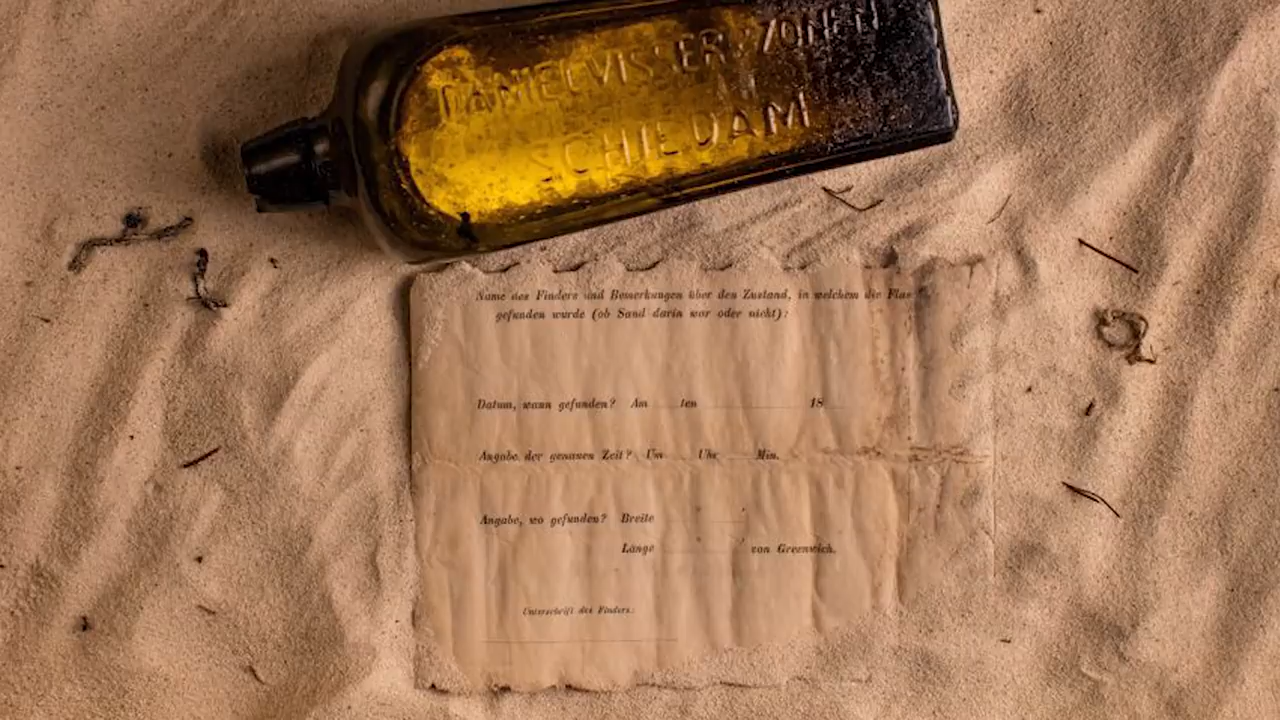 DANIEL VISSER & ZONEN
SCHIEDAM
Name des Finders und Bemerkungen über den Zustand, in welchem die Flas
gefunden wurde (ob Sand darin war oder nicht):
Datum, wann gefunden? Am ten 18
Angabe der genauen Zeit? Um Uhr Min.
Angabe, wo gefunden? Breite
Länge von Greenwich.
Unterschrift des Finders: